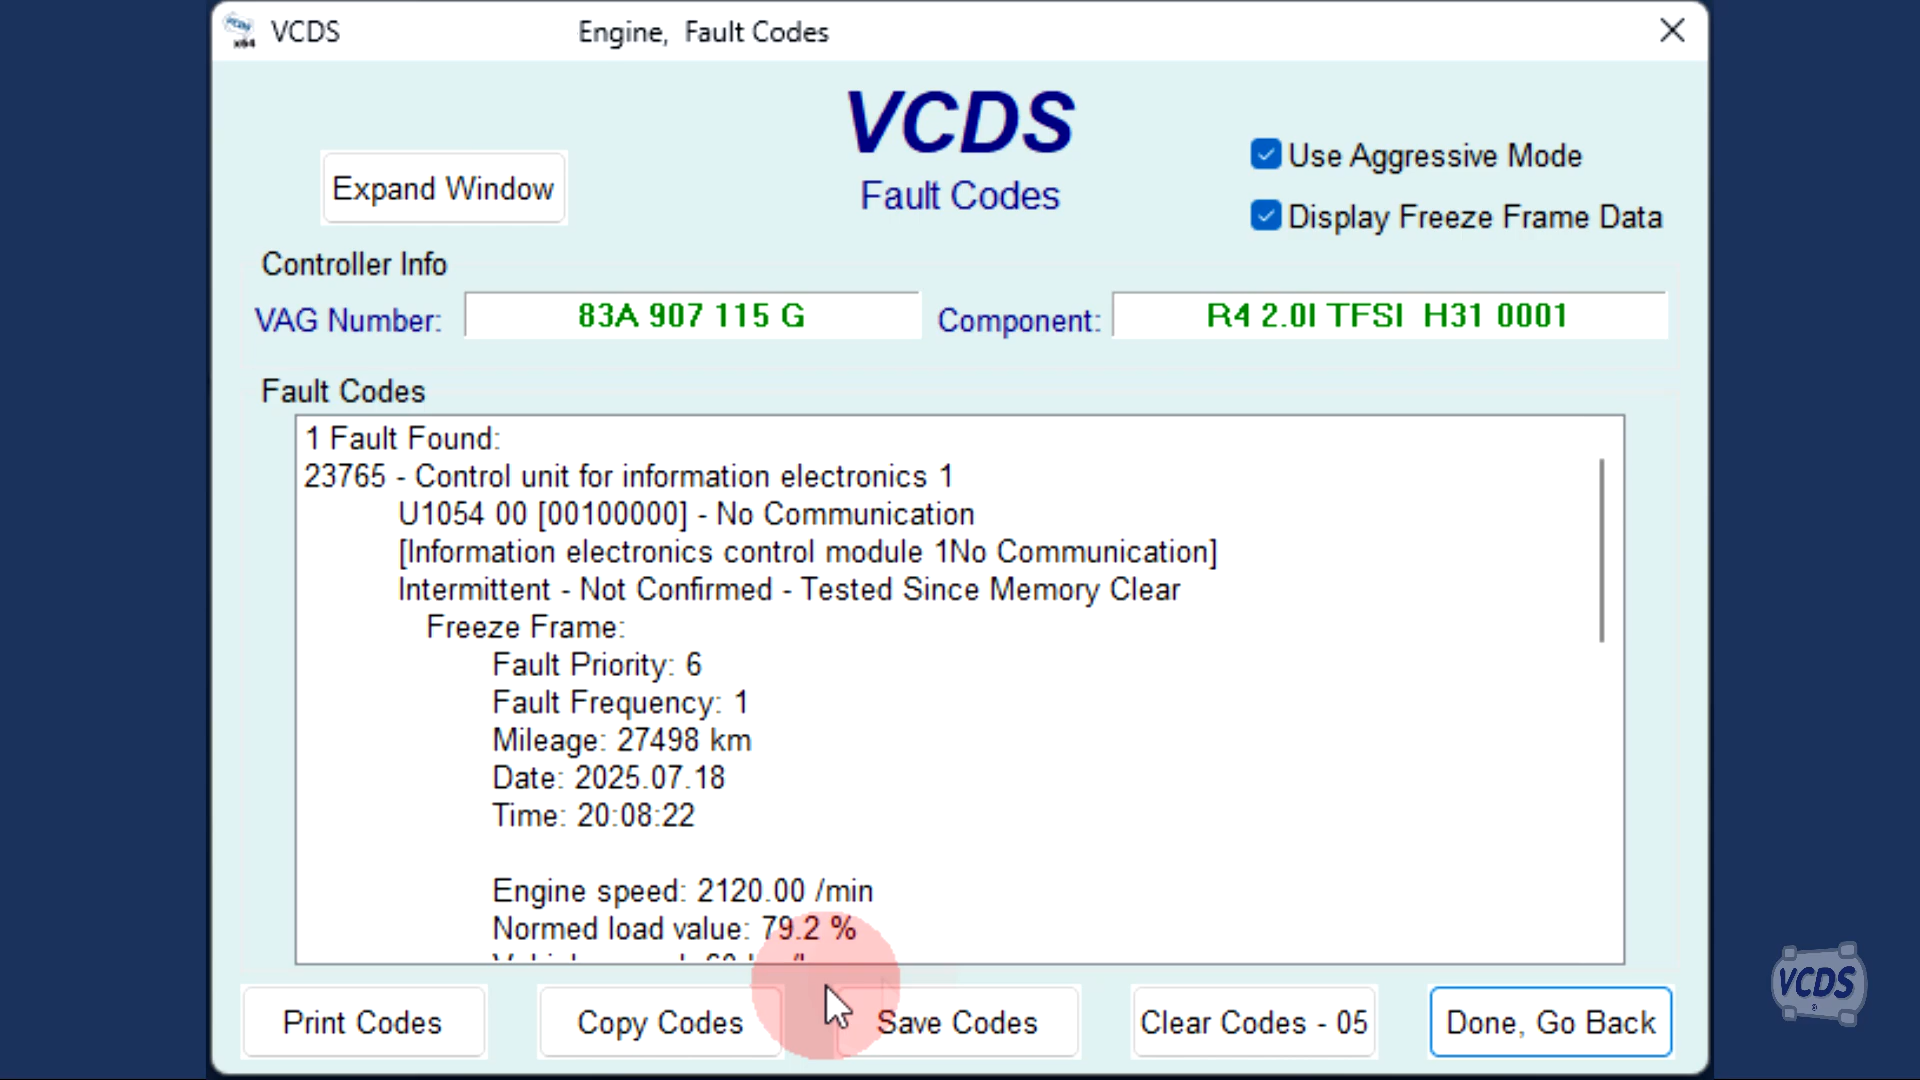 VCDS
Engine,  Fault Codes
VCDS
Fault Codes
Expand Window
Use Aggressive Mode
Display Freeze Frame Data
Controller Info
VAG Number: 83A 907 115 G
Component: R4 2.0l TFSI  H31 0001
Fault Codes
1 Fault Found:
23765 - Control unit for information electronics 1
U1054 00 [00100000] - No Communication
[Information electronics control module 1No Communication]
Intermittent - Not Confirmed - Tested Since Memory Clear
Freeze Frame:
Fault Priority: 6
Fault Frequency: 1
Mileage: 27498 km
Date: 2025.07.18
Time: 20:08:22
Engine speed: 2120.00 /min
Normed load value: 79.2 %
Print Codes
Copy Codes
Save Codes
Clear Codes - 05
Done, Go Back
VCDS